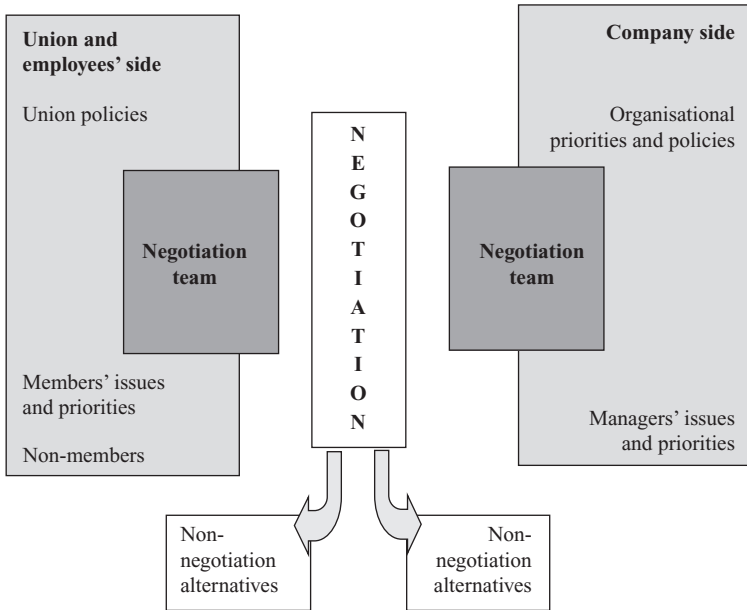 Union and
employees’ side
Union policies
Negotiation
team
Members’ issues
and priorities
Non-members
N
E
G
O
T
I
A
T
I
O
N
Company side
Organisational
priorities and policies
Negotiation
team
Managers’ issues
and priorities
Non-
negotiation
alternatives
Non-
negotiation
alternatives